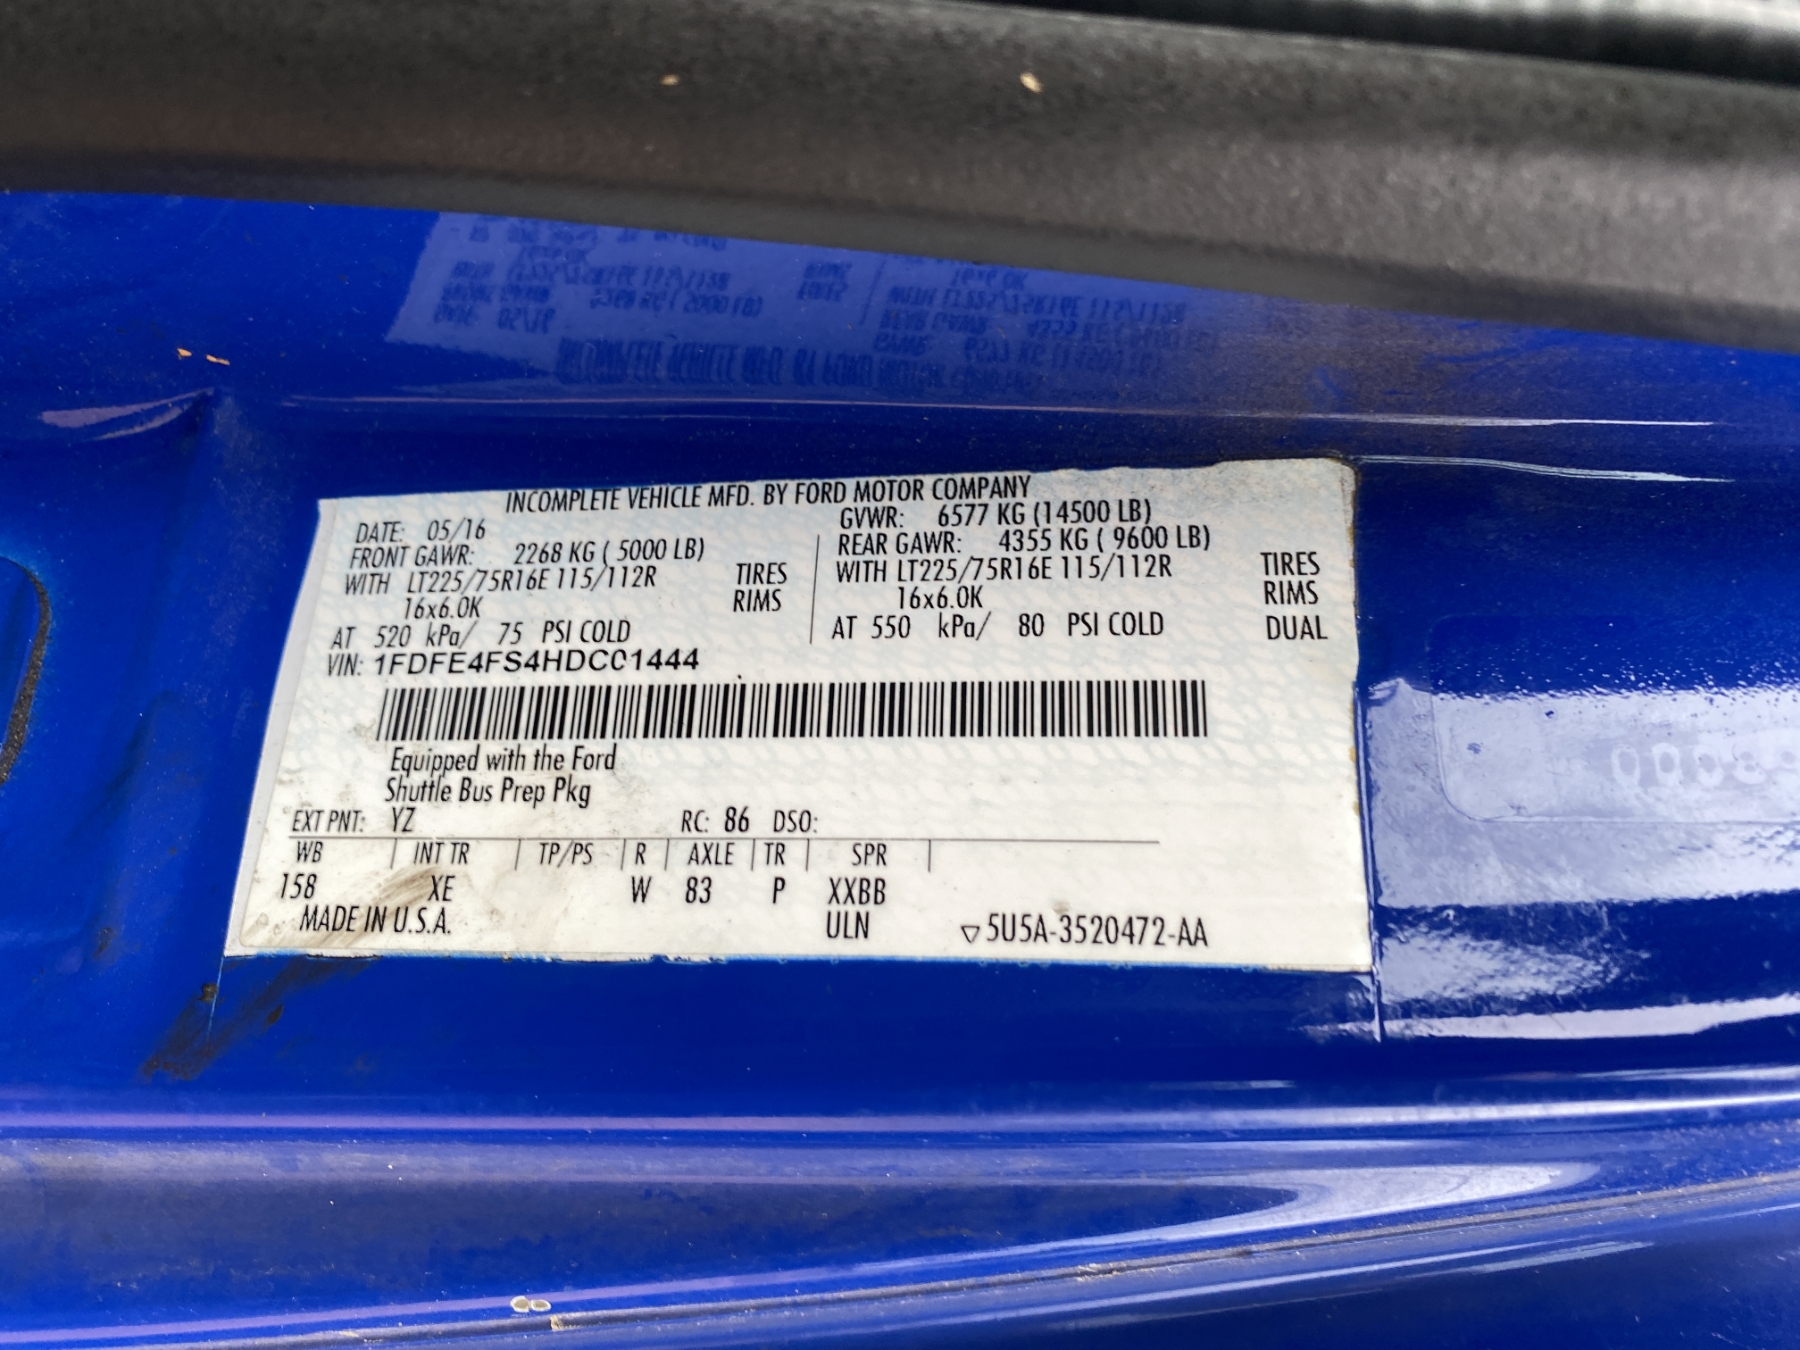 INCOMPLETE VEHICLE MFD. BY FORD MOTOR COMPANY
DATE: 05/16 GVWR: 6577 KG (14500 LB)
FRONT GAWR: 2268 KG ( 5000 LB) REAR GAWR: 4355 KG ( 9600 LB)
WITH LT225/75R16E 115/112R TIRES WITH LT225/75R16E 115/112R TIRES
16x6.0K RIMS 16x6.0K RIMS
AT 520 kPa/ 75 PSI COLD AT 550 kPa/ 80 PSI COLD DUAL
VIN: 1FDFE4FS4HDC01444
Equipped with the Ford
Shuttle Bus Prep Pkg
EXT PNT: YZ RC: 86 DSO:
WB INT TR TP/PS R AXLE TR SPR
158 XE W 83 P XXBB
MADE IN U.S.A. ULN ▽5U5A-3520472-AA